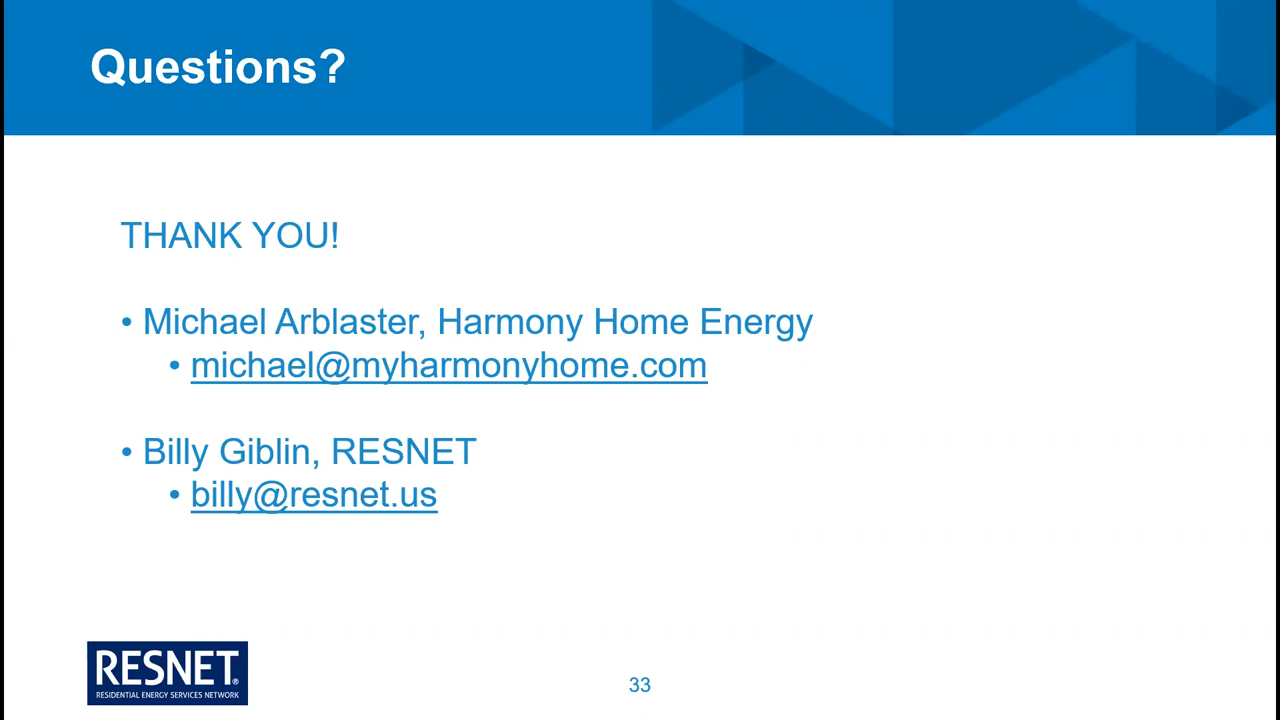 Questions?
THANK YOU!
• Michael Arblaster, Harmony Home Energy
• michael@myharmonyhome.com
• Billy Giblin, RESNET
• billy@resnet.us
RESNET®
RESIDENTIAL ENERGY SERVICES NETWORK
33